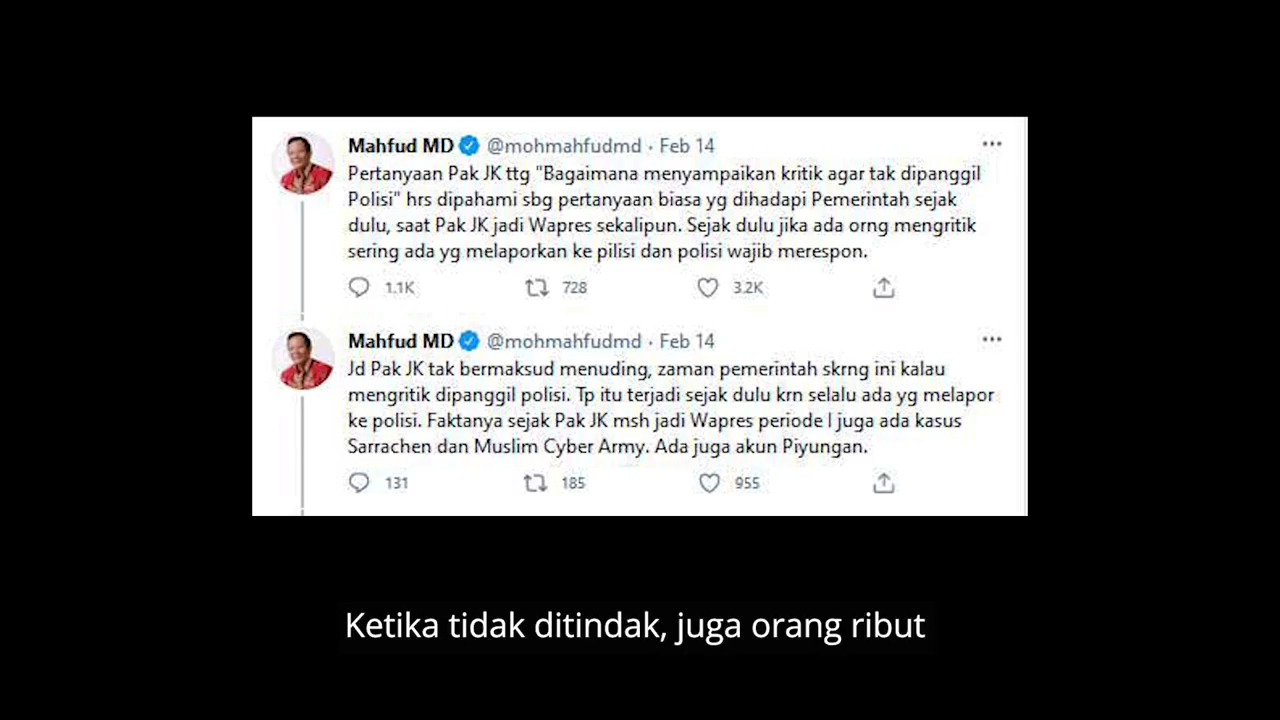 Mahfud MD @mohmahfudmd · Feb 14
Pertanyaan Pak JK ttg "Bagaimana menyampaikan kritik agar tak dipanggil
Polisi" hrs dipahami sbg pertanyaan biasa yg dihadapi Pemerintah sejak
dulu, saat Pak JK jadi Wapres sekalipun. Sejak dulu jika ada orng mengritik
sering ada yg melaporkan ke pilisi dan polisi wajib merespon.
1.1K 728 3.2K
Mahfud MD @mohmahfudmd · Feb 14
Jd Pak JK tak bermaksud menuding, zaman pemerintah skrng ini kalau
mengritik dipanggil polisi. Tp itu terjadi sejak dulu krn selalu ada yg melapor
ke polisi. Faktanya sejak Pak JK msh jadi Wapres periode I juga ada kasus
Sarrachen dan Muslim Cyber Army. Ada juga akun Piyungan.
131 185 955
Ketika tidak ditindak, juga orang ribut